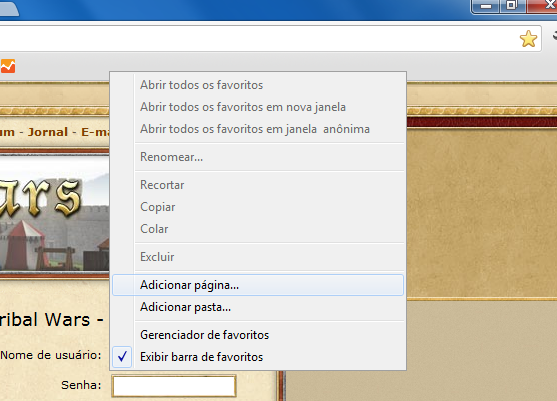 Abrir todos os favoritos
Abrir todos os favoritos em nova janela
Abrir todos os favoritos em janela anônima
um - Jornal - E-ma
Renomear...
Recortar
ars
Copiar
Colar
Excluir
Adicionar página...
Adicionar pasta...
ribal Wars -
Gerenciador de favoritos
Nome de usuário:
Exibir barra de favoritos
Senha: